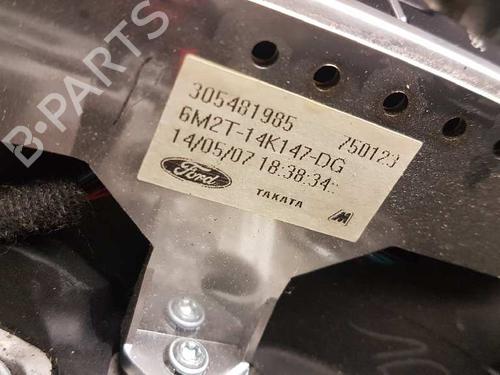 305481985 750123
6M2T-14K147-DG
14/05/07 18:38:34:
Ford TAKATA M
B-PARTS